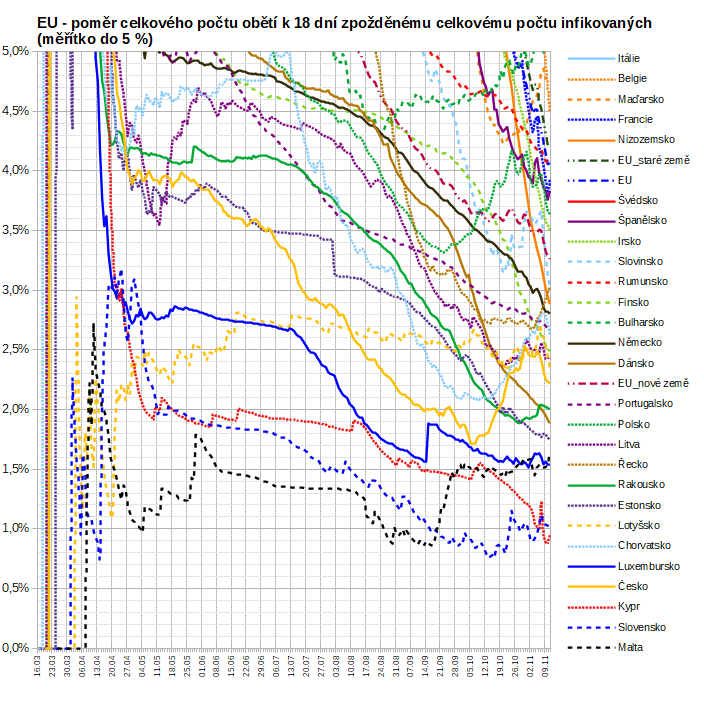 EU - poměr celkového počtu obětí k 18 dní zpožděnému celkovému počtu infikovaných
(měřítko do 5 %)
5,0%
4,5%
4,0%
3,5%
3,0%
2,5%
2,0%
1,5%
1,0%
0,5%
0,0%
16.03
23.03
30.03
06.04
13.04
20.04
27.04
04.05
11.05
18.05
25.05
01.06
08.06
15.06
22.06
29.06
06.07
13.07
20.07
27.07
03.08
10.08
17.08
24.08
31.08
07.09
14.09
21.09
28.09
05.10
12.10
19.10
26.10
02.11
09.11
Itálie
Belgie
Maďarsko
Francie
Nizozemsko
EU_staré země
EU
Švédsko
Španělsko
Irsko
Slovinsko
Rumunsko
Finsko
Bulharsko
Německo
Dánsko
EU_nové země
Portugalsko
Polsko
Litva
Řecko
Rakousko
Estonsko
Lotyšsko
Chorvatsko
Luxembursko
Česko
Kypr
Slovensko
Malta